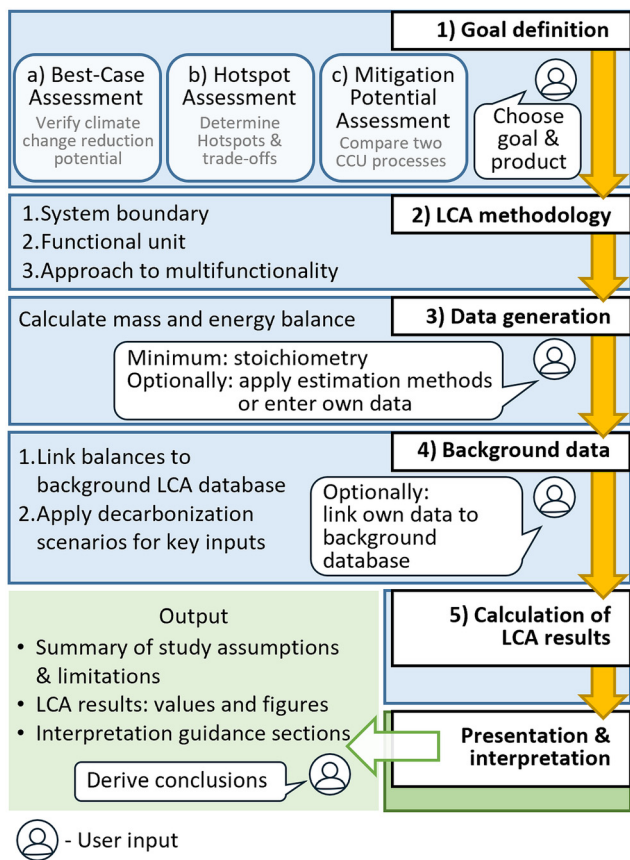 1) Goal definition
a) Best-Case
Assessment
Verify climate
change reduction
potential
b) Hotspot
Assessment
Determine
Hotspots &
trade-offs
c) Mitigation
Potential
Assessment
Compare two
CCU processes
Choose
goal &
product
1.System boundary
2.Functional unit
3.Approach to multifunctionality
2) LCA methodology
Calculate mass and energy balance
3) Data generation
Minimum: stoichiometry
Optionally: apply estimation methods
or enter own data
4) Background data
1.Link balances to
background LCA database
2.Apply decarbonization
scenarios for key inputs
Optionally:
link own data to
background
database
5) Calculation of
LCA results
Output
• Summary of study assumptions
& limitations
• LCA results: values and figures
• Interpretation guidance sections
Presentation &
interpretation
Derive conclusions
- User input